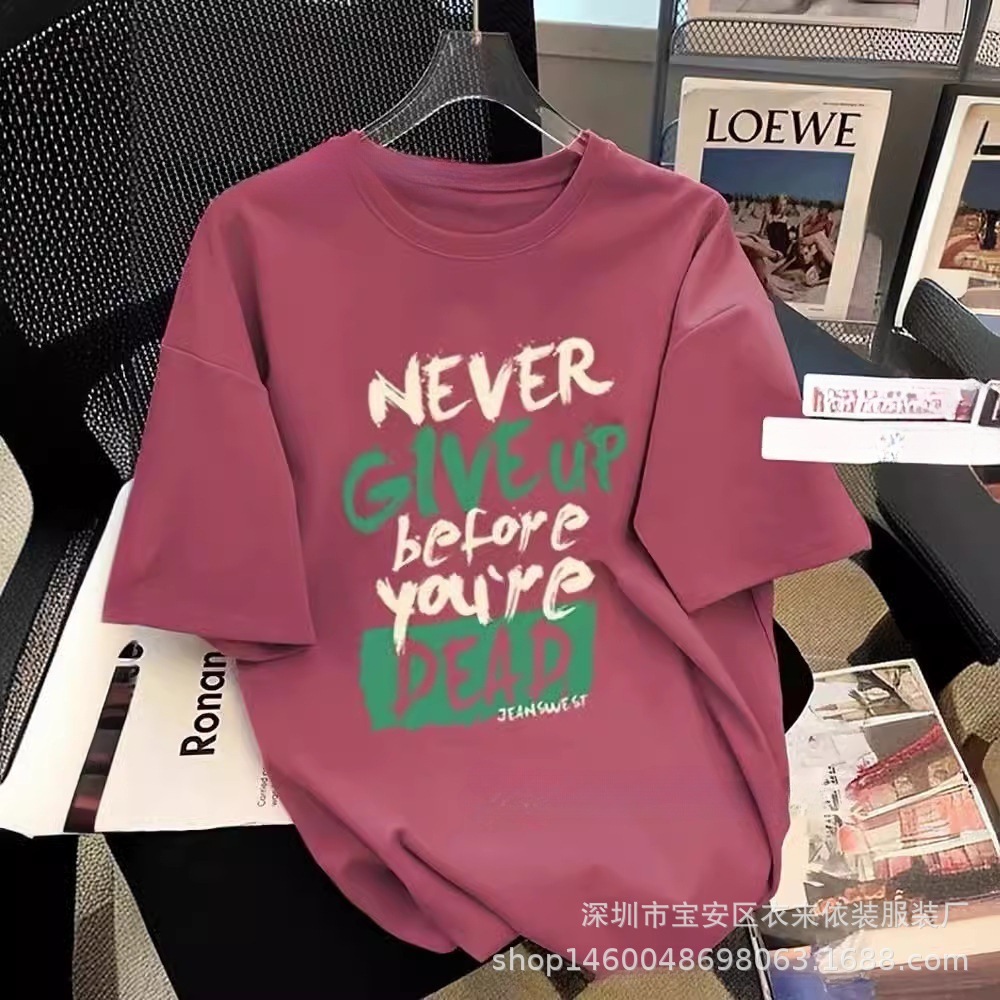 LOEWE
NEVER
GIVE UP
before
you're
DEAD
JEANSWEST
Ronan
Carried o
深圳市宝安区衣来依装服装厂
shop1460048698063.1688.com